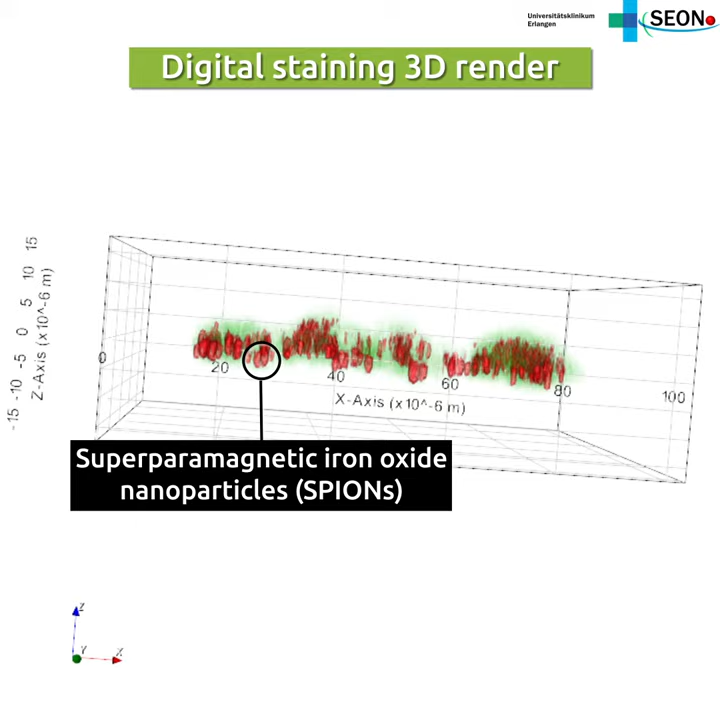 Universitätsklinikum
Erlangen
SEON
Digital staining 3D render
-15 -10 -5 0 5 10 15
Z-Axis (x10^-6 m)
0
20
40
60
80
100
X-Axis (x10^-6 m)
Superparamagnetic iron oxide
nanoparticles (SPIONs)
Z
Y
X